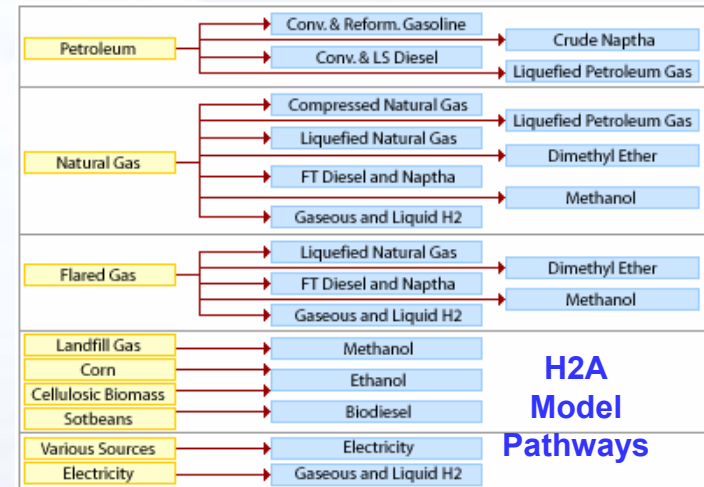 Petroleum
Conv. & Reform. Gasoline
Crude Naptha
Conv. & LS Diesel
Liquefied Petroleum Gas
Natural Gas
Compressed Natural Gas
Liquefied Petroleum Gas
Liquefied Natural Gas
Dimethyl Ether
FT Diesel and Naptha
Methanol
Gaseous and Liquid H2
Flared Gas
Liquefied Natural Gas
Dimethyl Ether
FT Diesel and Naptha
Methanol
Gaseous and Liquid H2
Landfill Gas
Methanol
Corn
Ethanol
Cellulosic Biomass
Sotbeans
Biodiesel
Various Sources
Electricity
Electricity
Gaseous and Liquid H2
H2A
Model
Pathways